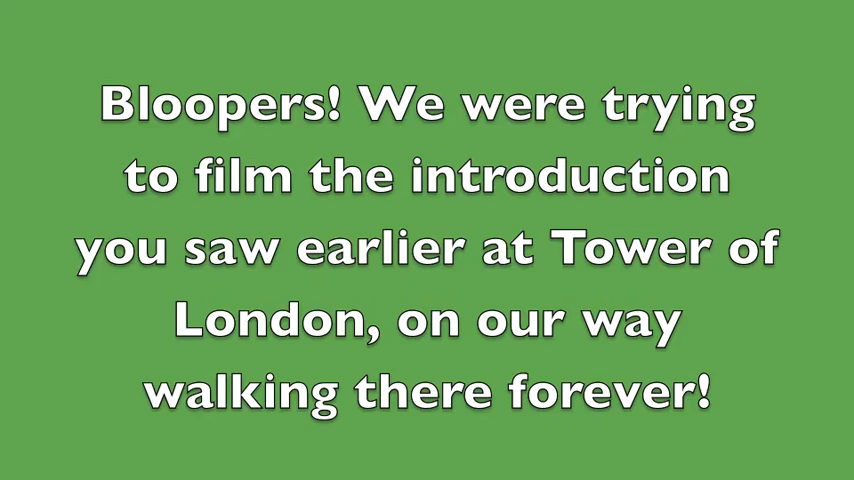 Bloopers! We were trying
to film the introduction
you saw earlier at Tower of
London, on our way
walking there forever!